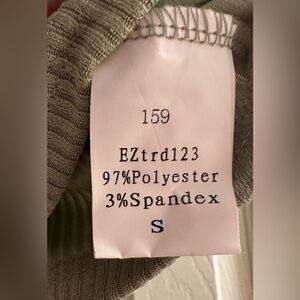 159
EZtrd123
97%Polyester
3%Spandex
S